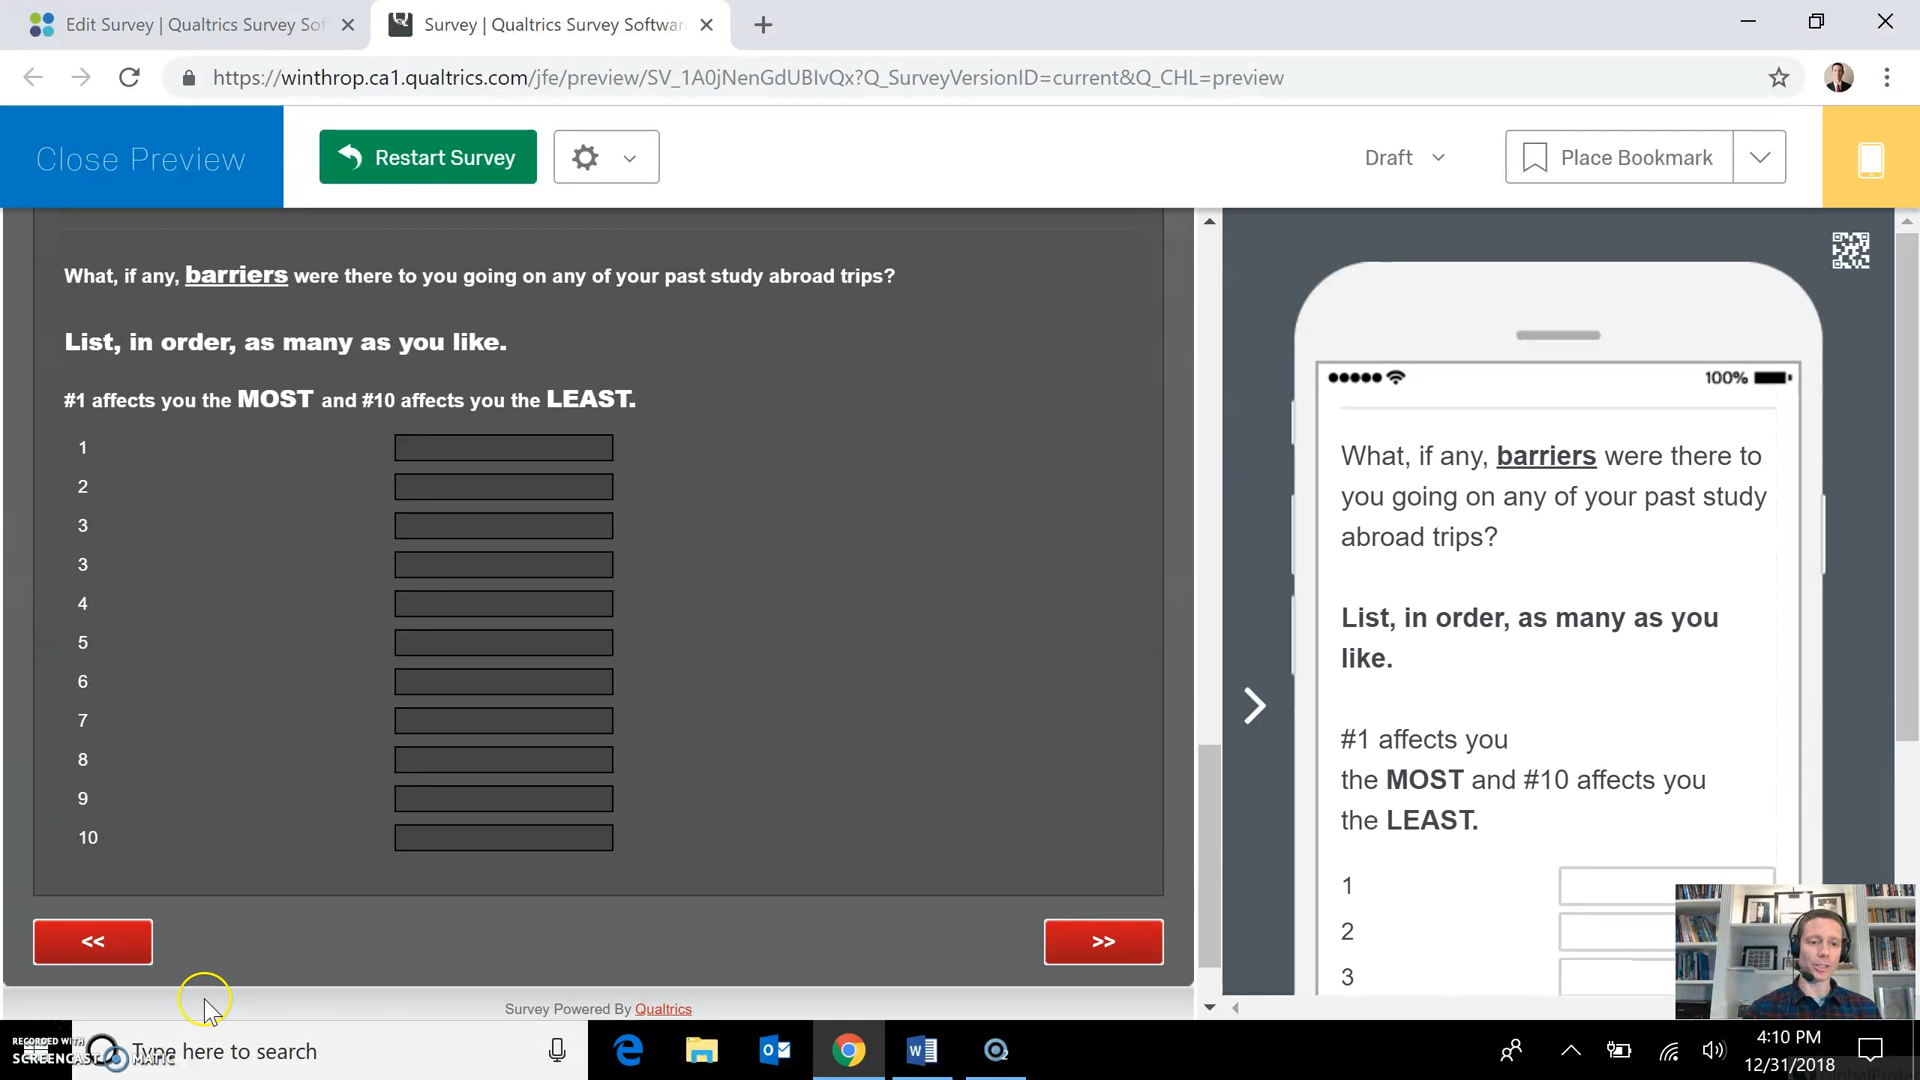 Edit Survey | Qualtrics Survey Sof
Survey | Qualtrics Survey Softwar
https://winthrop.ca1.qualtrics.com/jfe/preview/SV_1A0jNenGdUBIvQx?Q_SurveyVersionID=current&Q_CHL=preview
Close Preview
Restart Survey
Draft
Place Bookmark
What, if any, barriers were there to you going on any of your past study abroad trips?
List, in order, as many as you like.
#1 affects you the MOST and #10 affects you the LEAST.
1
2
3
3
4
5
6
7
8
9
10
<<
>>
Survey Powered By Qualtrics
100%
What, if any, barriers were there to
you going on any of your past study
abroad trips?
List, in order, as many as you
like.
#1 affects you
the MOST and #10 affects you
the LEAST.
1
2
3
RECORDED WITH
SCREENCAST MATIC
Type here to search
4:10 PM
12/31/2018